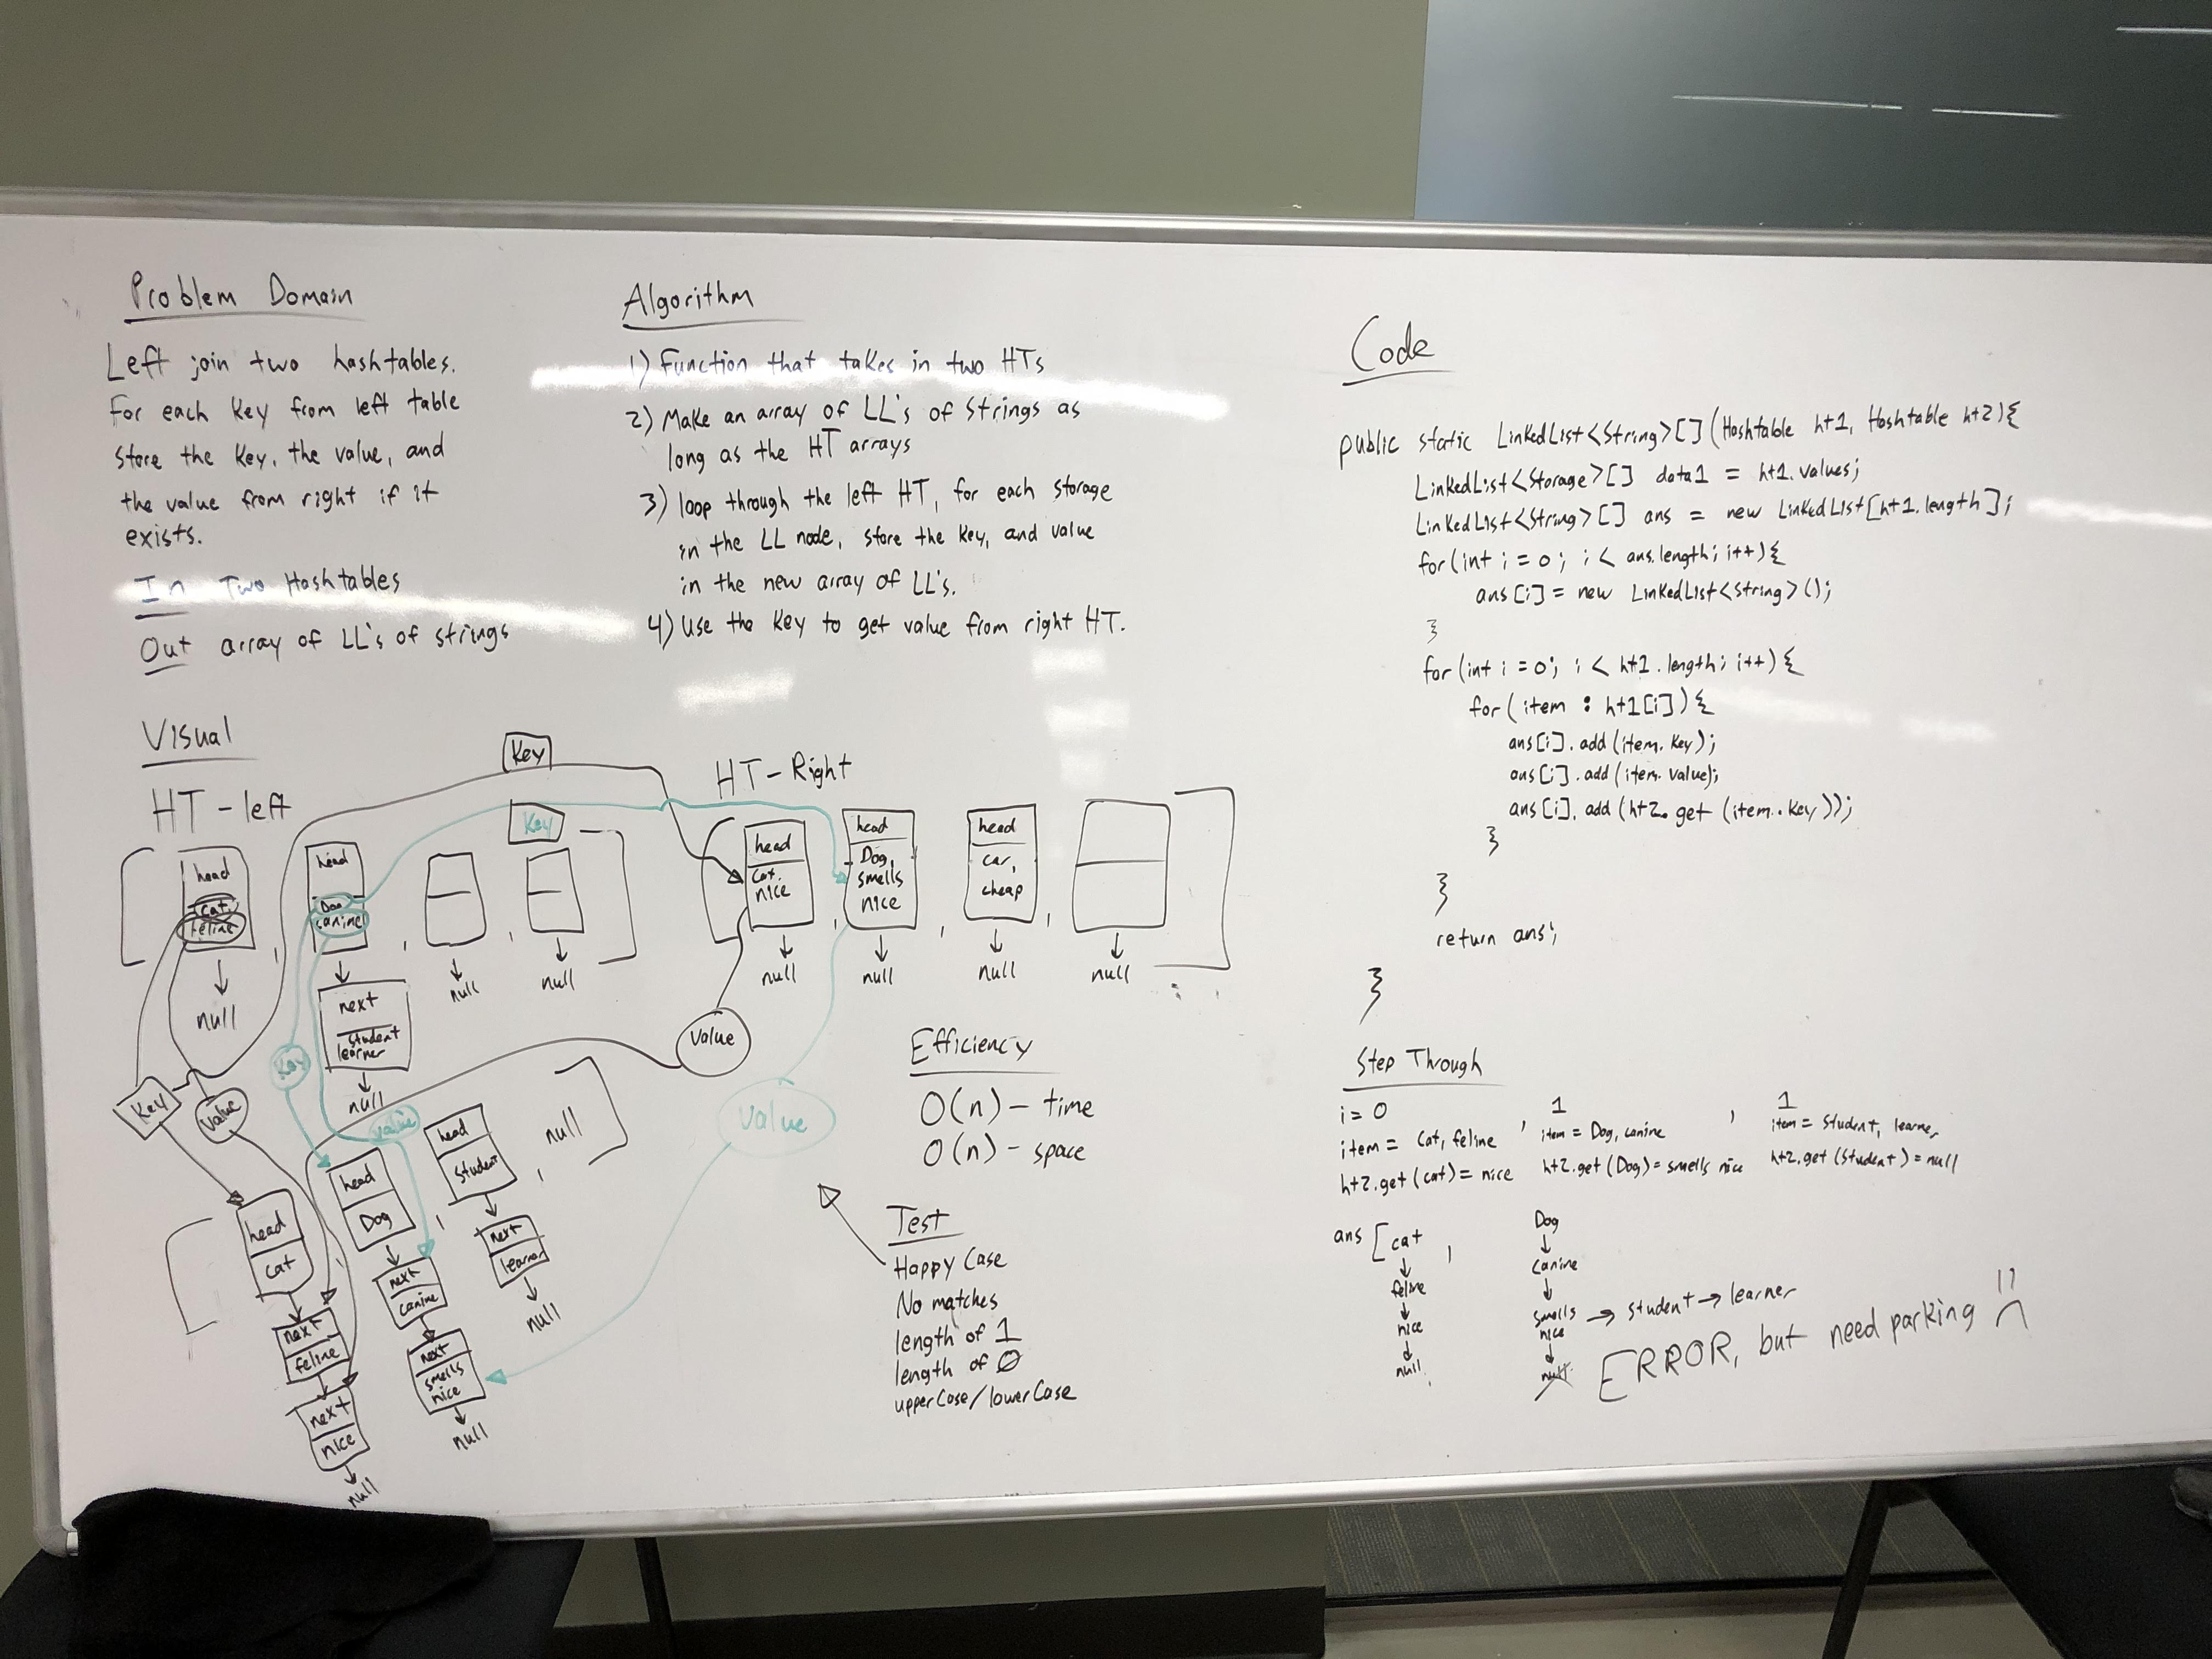 Problem Domain
Left join two hashtables.
For each Key from left table
Store the Key, the value, and
the value from right if it
exists.
In Two Hashtables
Out array of LL's of strings
Algorithm
1) Function that takes in two HTs
2) Make an array of LL's of Strings as
long as the HT arrays
3) loop through the left HT, for each storage
in the LL node, store the Key, and value
in the new array of LL's.
4) Use the Key to get value from right HT.
Visual
HT-left
Key
Key
head
cat,
feline
,
null
head
Dog
canine
,
next
student
learner
null
,
null
null
HT-Right
head
cat,
nice
,
null
head
Dog,
smells
nice
,
null
head
car,
cheap
,
null
null
Key
value
Key
value
Value
Value
head
cat
next
feline
next
nice
null
,
head
Dog
next
canine
next
smells
nice
null
,
head
student
next
learner
null
,
null
Efficiency
O(n) - time
O(n) - space
Test
Happy Case
No matches
length of 1
length of 0
upperCase/lowerCase
Code
public static LinkedList<String>[](Hashtable ht1, Hashtable ht2){
LinkedList<Storage>[] data1 = ht1.values;
LinkedList<String>[] ans = new LinkedList[ht1.length];
for(int i = 0; i < ans.length; i++){
ans[i] = new LinkedList<String>();
}
for(int i = 0; i < ht1.length; i++){
for(item : ht1[i]){
ans[i].add(item.Key);
ans[i].add(item.value);
ans[i].add(ht2.get(item.Key));
}
}
return ans;
}
Step Through
i = 0
item = Cat, feline
ht2.get(cat) = nice
,
1
item = Dog, canine
ht2.get(Dog) = smells nice
,
1
item = Student, learner
ht2.get(Student) = null
ans [cat
feline
nice
null
,
Dog
canine
smells
nice
null
student
learner
ERROR, but need parking